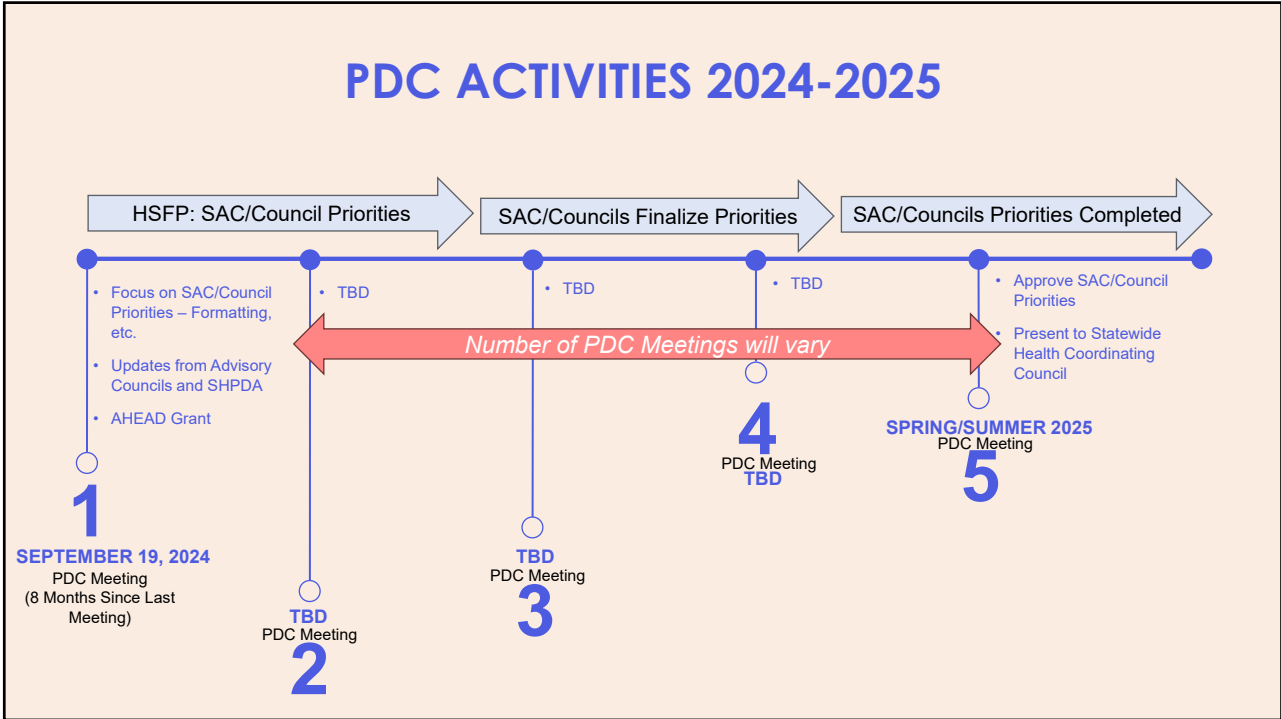 PDC ACTIVITIES 2024-2025
HSFP: SAC/Council Priorities
SAC/Councils Finalize Priorities
SAC/Councils Priorities Completed
• Focus on SAC/Council
Priorities – Formatting,
etc.
• Updates from Advisory
Councils and SHPDA
• AHEAD Grant
• TBD
• TBD
• TBD
• Approve SAC/Council
Priorities
• Present to Statewide
Health Coordinating
Council
Number of PDC Meetings will vary
1
SEPTEMBER 19, 2024
PDC Meeting
(8 Months Since Last
Meeting)
TBD
PDC Meeting
2
TBD
PDC Meeting
3
4
PDC Meeting
TBD
SPRING/SUMMER 2025
PDC Meeting
5